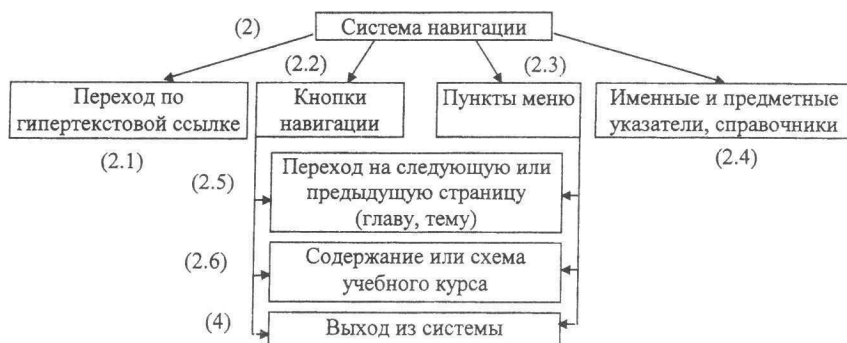 (2)
Система навигации
(2.2)
(2.3)
Переход по
гипертекстовой ссылке
Кнопки
навигации
Пункты меню
Именные и предметные
указатели, справочники
(2.1)
(2.4)
(2.5)
Переход на следующую или
предыдущую страницу
(главу, тему)
(2.6)
Содержание или схема
учебного курса
(4)
Выход из системы